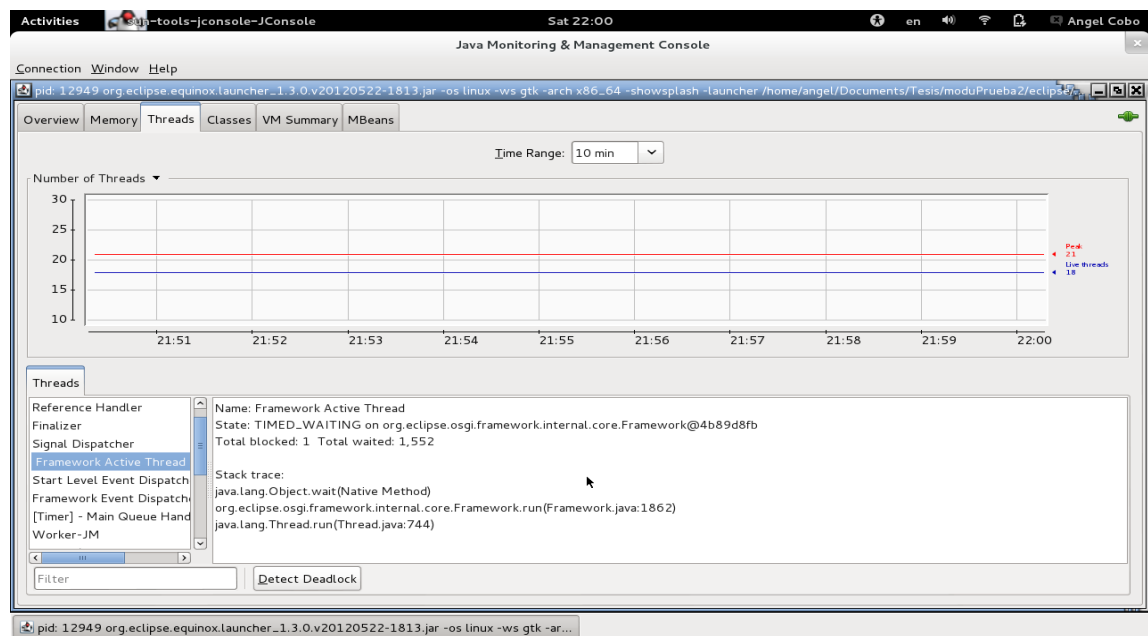 Activities sun-tools-jconsole-JConsole Sat 22:00 en Angel Cobo
Java Monitoring & Management Console
Connection Window Help
pid: 12949 org.eclipse.equinox.launcher_1.3.0.v20120522-1813.jar -os linux -ws gtk -arch x86_64 -showsplash -launcher /home/angel/Documents/Tesis/moduPrueba2/eclipse/
Overview Memory Threads Classes VM Summary MBeans
Time Range: 10 min
Number of Threads
30
25
20
15
10
Peak
21
Live threads
18
21:51 21:52 21:53 21:54 21:55 21:56 21:57 21:58 21:59 22:00
Threads
Reference Handler
Finalizer
Signal Dispatcher
Framework Active Thread
Start Level Event Dispatch
Framework Event Dispatch
[Timer] - Main Queue Hand
Worker-JM
Name: Framework Active Thread
State: TIMED_WAITING on org.eclipse.osgi.framework.internal.core.Framework@4b89d8fb
Total blocked: 1 Total waited: 1,552
Stack trace:
java.lang.Object.wait(Native Method)
org.eclipse.osgi.framework.internal.core.Framework.run(Framework.java:1862)
java.lang.Thread.run(Thread.java:744)
Filter
Detect Deadlock
pid: 12949 org.eclipse.equinox.launcher_1.3.0.v20120522-1813.jar -os linux -ws gtk -ar...